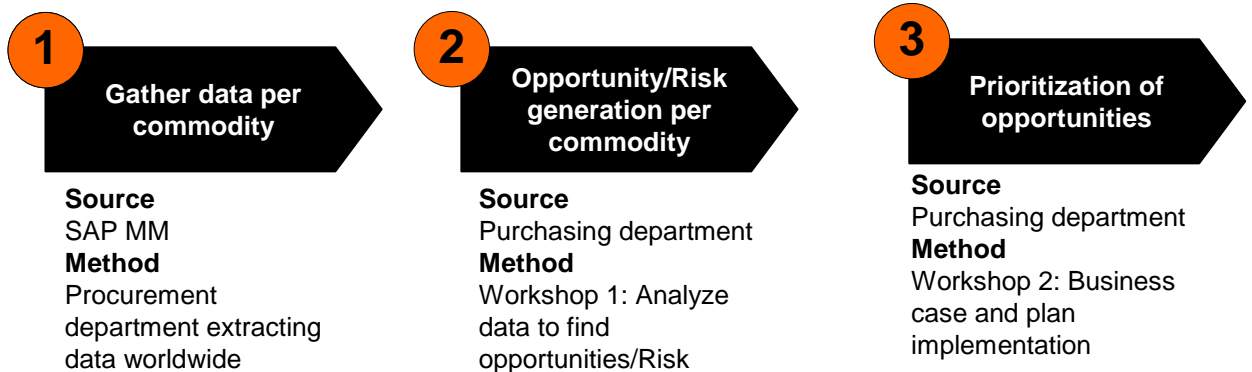 1
Gather data per
commodity
Source
SAP MM
Method
Procurement
department extracting
data worldwide
2
Opportunity/Risk
generation per
commodity
Source
Purchasing department
Method
Workshop 1: Analyze
data to find
opportunities/Risk
3
Prioritization of
opportunities
Source
Purchasing department
Method
Workshop 2: Business
case and plan
implementation